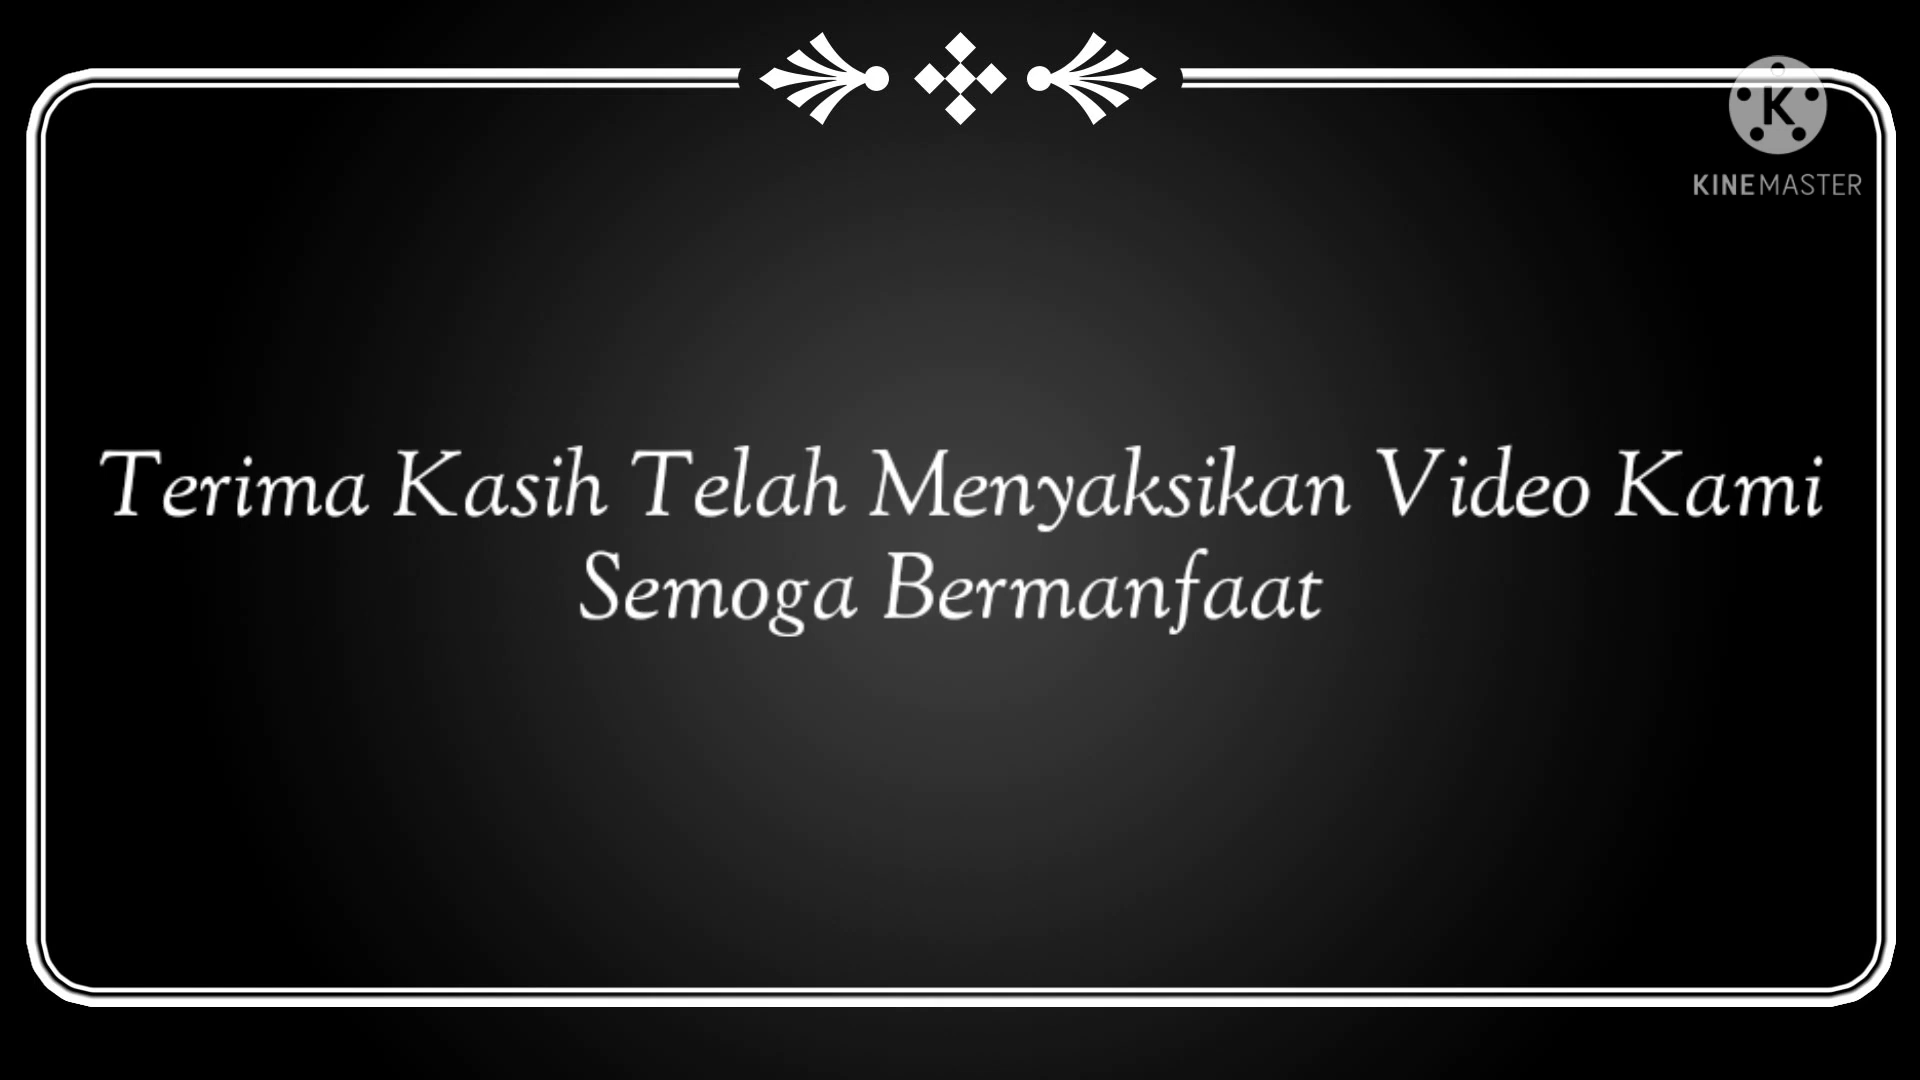 K
KINEMASTER
Terima Kasih Telah Menyaksikan Video Kami
Semoga Bermanfaat